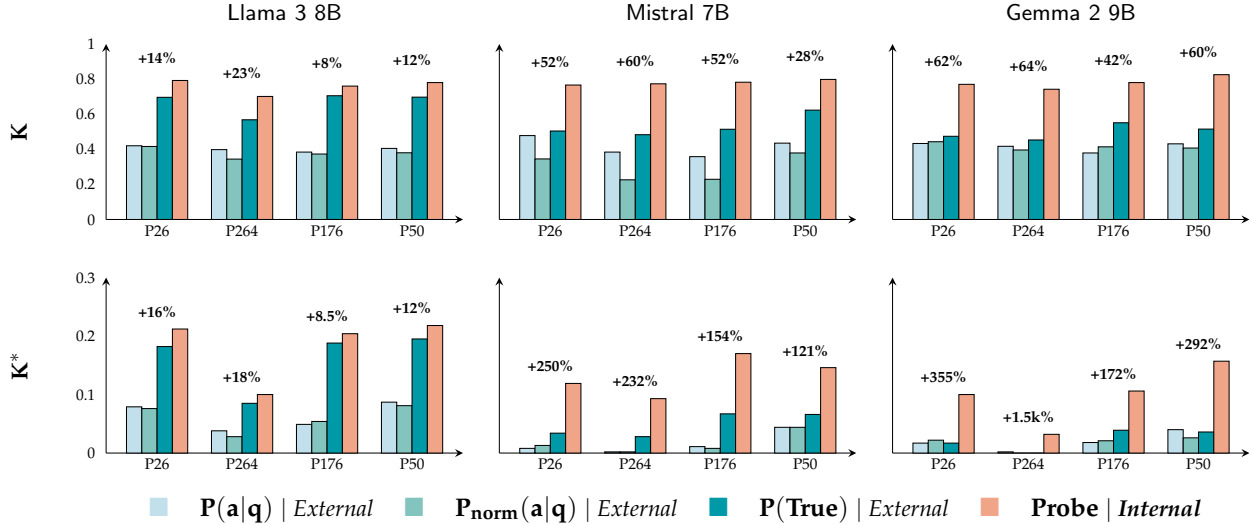 Llama 3 8B Mistral 7B Gemma 2 9B
K
1
0.8
0.6
0.4
0.2
0
+14% +23% +8% +12%
P26 P264 P176 P50
+52% +60% +52% +28%
P26 P264 P176 P50
+62% +64% +42% +60%
P26 P264 P176 P50
K*
0.3
0.2
0.1
0
+16% +18% +8.5% +12%
P26 P264 P176 P50
+250% +232% +154% +121%
P26 P264 P176 P50
+355% +1.5k% +172% +292%
P26 P264 P176 P50
P(a|q) | External P_norm(a|q) | External P(True) | External Probe | Internal